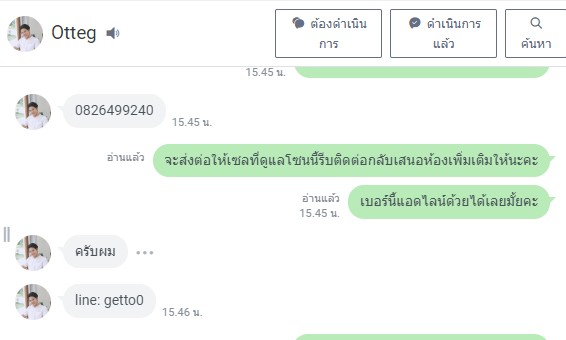 Otteg
ต้องดำเนิน
การ
ดำเนินการ
แล้ว
ค้นหา
15.45 น.
0826499240
15.45 น.
อ่านแล้ว
จะส่งต่อให้เซลที่ดูแลโซนนี้รีบติดต่อกลับเสนอห้องเพิ่มเติมให้นะคะ
อ่านแล้ว
15.45 น.
เบอร์นี้แอดไลน์ด้วยได้เลยมั้ยคะ
ครับผม
line: getto0
15.46 น.